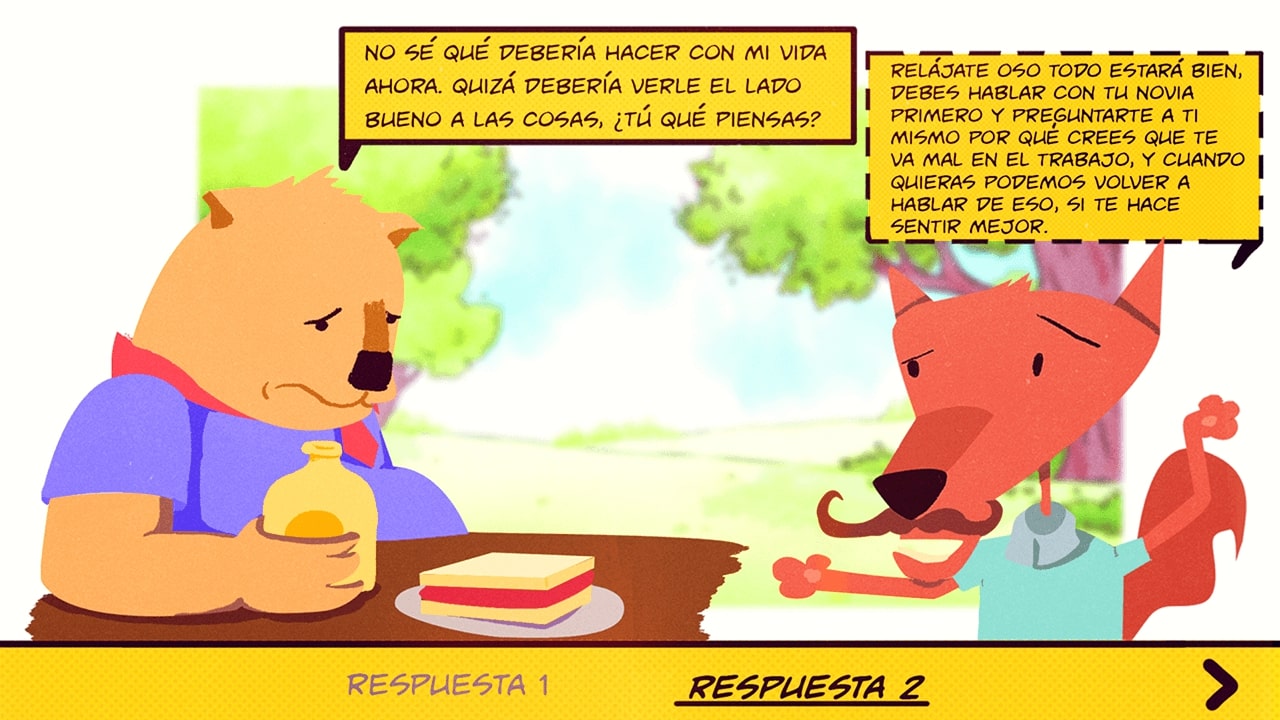 NO SÉ QUÉ DEBERÍA HACER CON MI VIDA
AHORA. QUIZÁ DEBERÍA VERLE EL LADO
BUENO A LAS COSAS, ¿TÚ QUÉ PIENSAS?
RELÁJATE OSO TODO ESTARÁ BIEN,
DEBES HABLAR CON TU NOVIA
PRIMERO Y PREGUNTARTE A TI
MISMO POR QUÉ CREES QUE TE
VA MAL EN EL TRABAJO, Y CUANDO
QUIERAS PODEMOS VOLVER A
HABLAR DE ESO, SI TE HACE
SENTIR MEJOR.
RESPUESTA 1
RESPUESTA 2